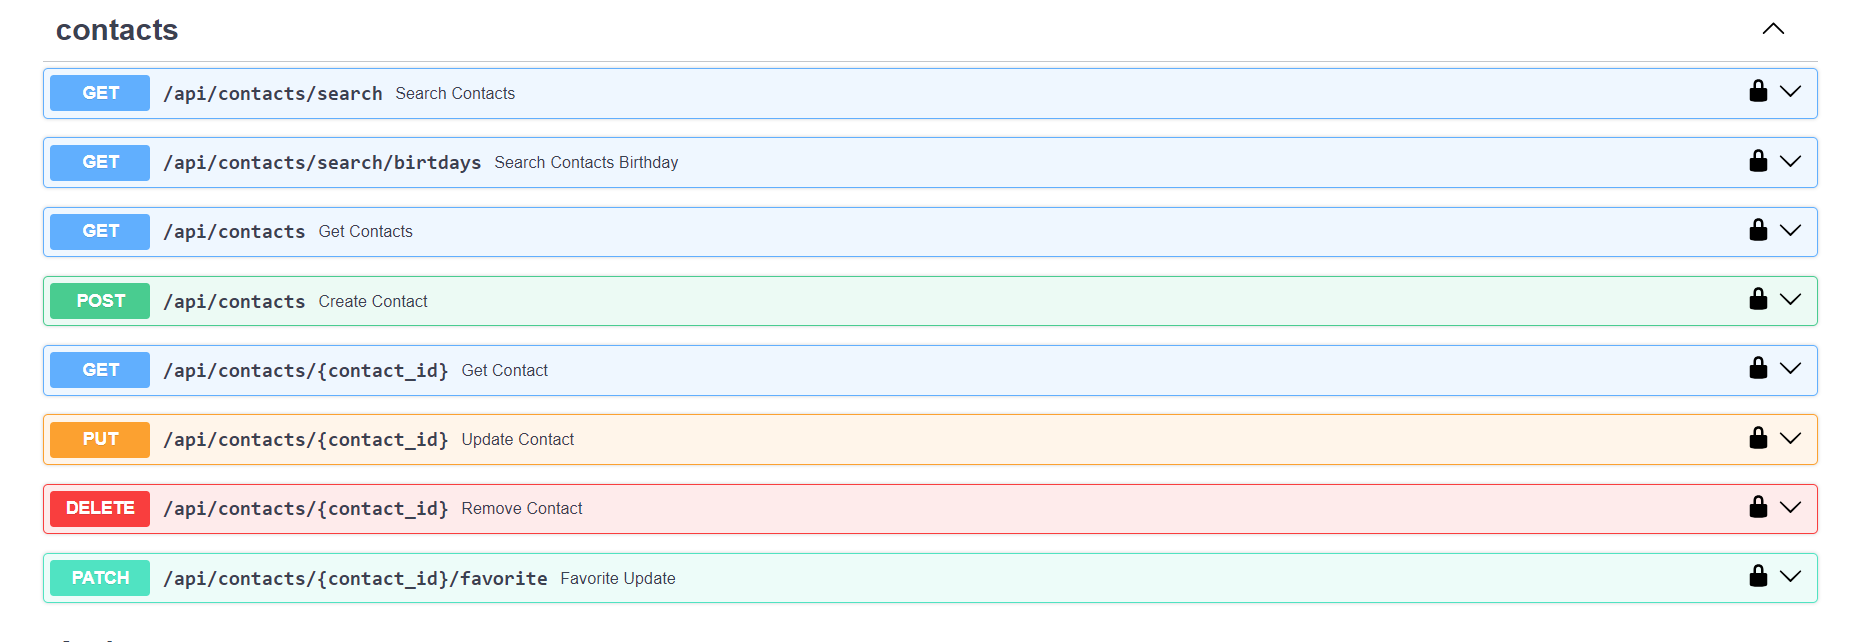 contacts
GET /api/contacts/search Search Contacts
GET /api/contacts/search/birtdays Search Contacts Birthday
GET /api/contacts Get Contacts
POST /api/contacts Create Contact
GET /api/contacts/{contact_id} Get Contact
PUT /api/contacts/{contact_id} Update Contact
DELETE /api/contacts/{contact_id} Remove Contact
PATCH /api/contacts/{contact_id}/favorite Favorite Update